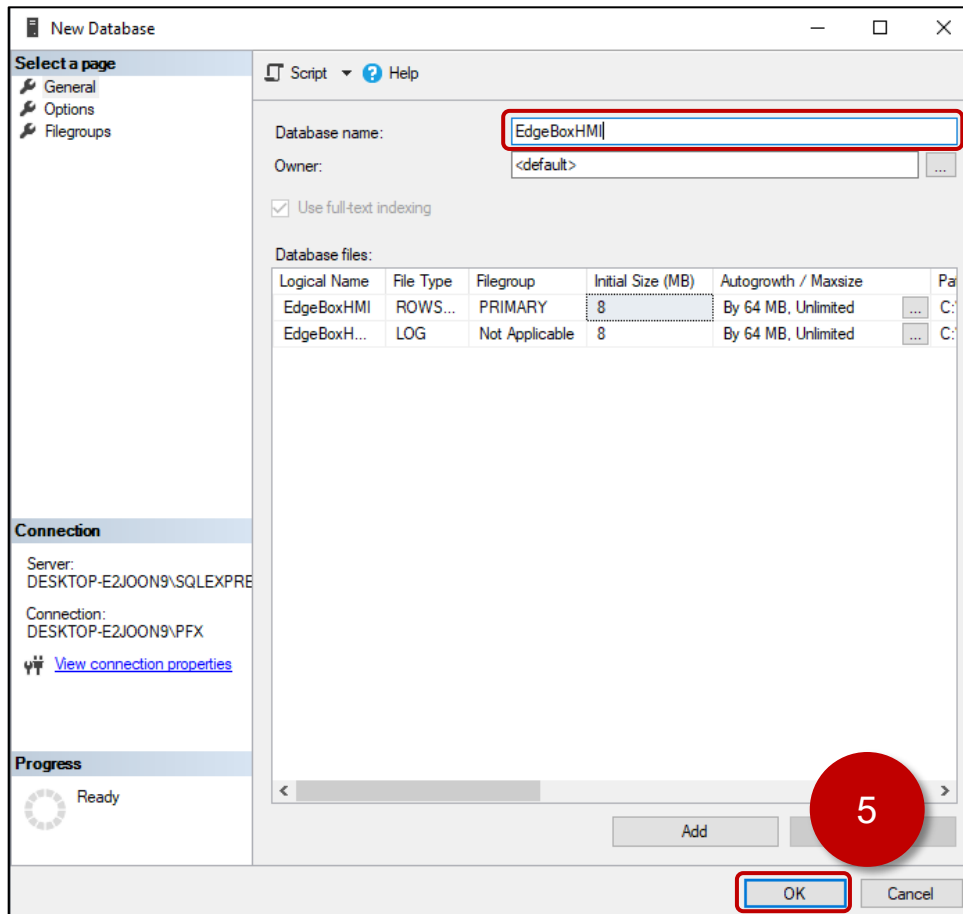 New Database
Select a page
General
Options
Filegroups
Script Help
Database name: EdgeBoxHMI
Owner: <default> ...
Use full-text indexing
Database files:
Logical Name File Type Filegroup Initial Size (MB) Autogrowth / Maxsize Pa
EdgeBoxHMI ROWS... PRIMARY 8 By 64 MB, Unlimited ... C:\
EdgeBoxH... LOG Not Applicable 8 By 64 MB, Unlimited ... C:\
Connection
Server:
DESKTOP-E2JOON9\SQLEXPRE
Connection:
DESKTOP-E2JOON9\PFX
View connection properties
Progress
Ready
5
Add
OK Cancel